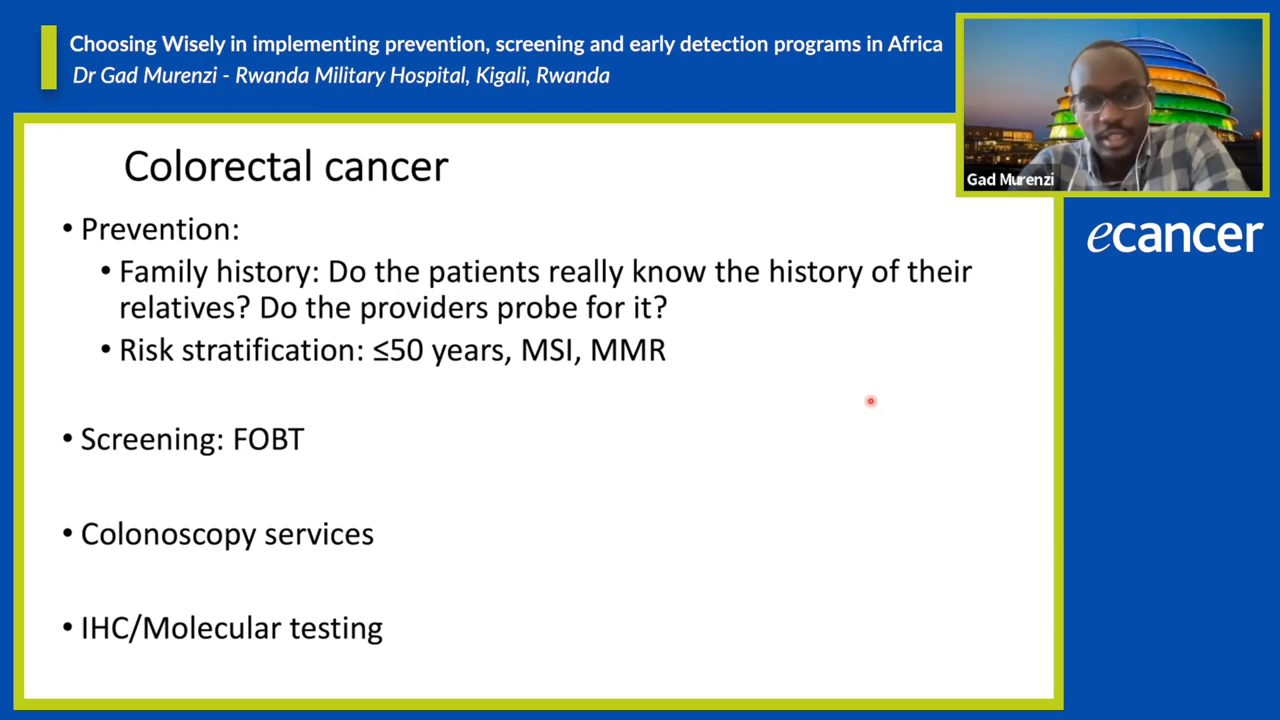 Choosing Wisely in implementing prevention, screening and early detection programs in Africa
Dr Gad Murenzi - Rwanda Military Hospital, Kigali, Rwanda
Gad Murenzi
ecancer
Colorectal cancer
• Prevention:
• Family history: Do the patients really know the history of their
relatives? Do the providers probe for it?
• Risk stratification: ≤50 years, MSI, MMR
• Screening: FOBT
• Colonoscopy services
• IHC/Molecular testing